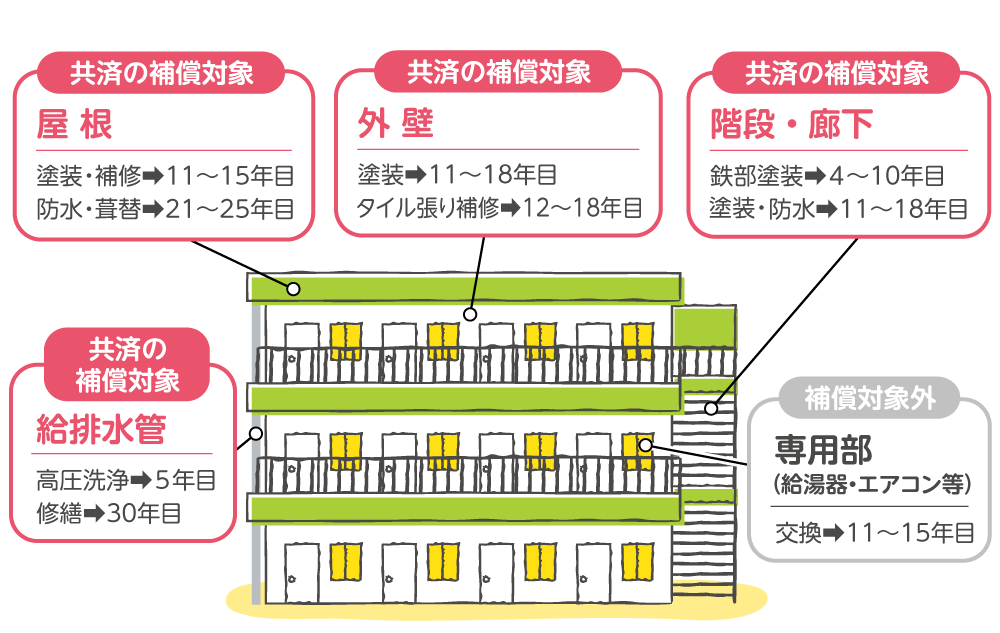 共済の補償対象
屋根
塗装・補修➡11～15年目
防水・葺替➡21～25年目
共済の補償対象
外壁
塗装➡11～18年目
タイル張り補修➡12～18年目
共済の補償対象
階段・廊下
鉄部塗装➡4～10年目
塗装・防水➡11～18年目
共済の
補償対象
給排水管
高圧洗浄➡5年目
修繕➡30年目
補償対象外
専用部
（給湯器・エアコン等）
交換➡11～15年目